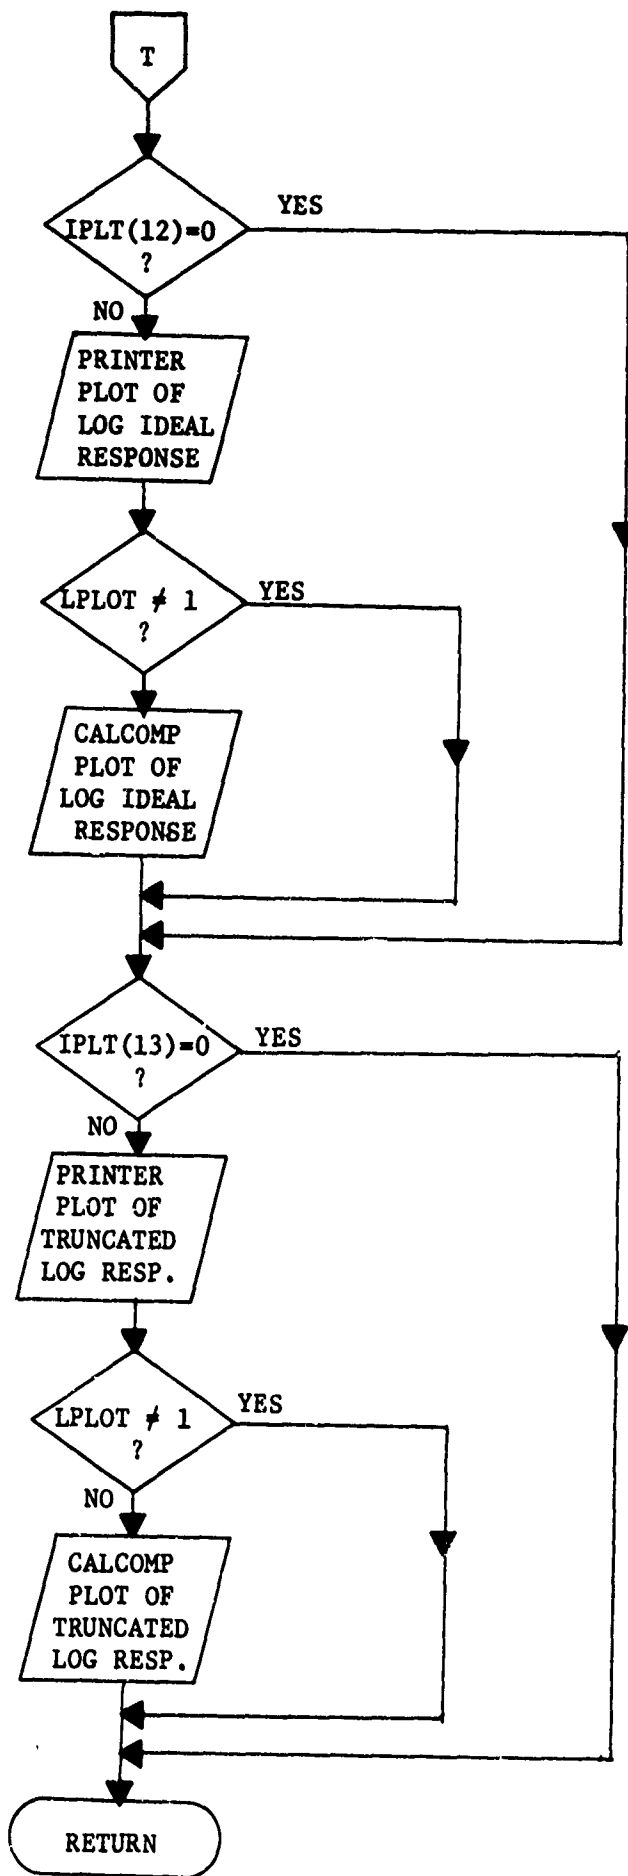 T
IPLT(12)=0
?
YES
NO
PRINTER
PLOT OF
LOG IDEAL
RESPONSE
LPLOT ≠ 1
?
YES
CALCOMP
PLOT OF
LOG IDEAL
RESPONSE
IPLT(13)=0
?
YES
NO
PRINTER
PLOT OF
TRUNCATED
LOG RESP.
LPLOT ≠ 1
?
YES
NO
CALCOMP
PLOT OF
TRUNCATED
LOG RESP.
RETURN